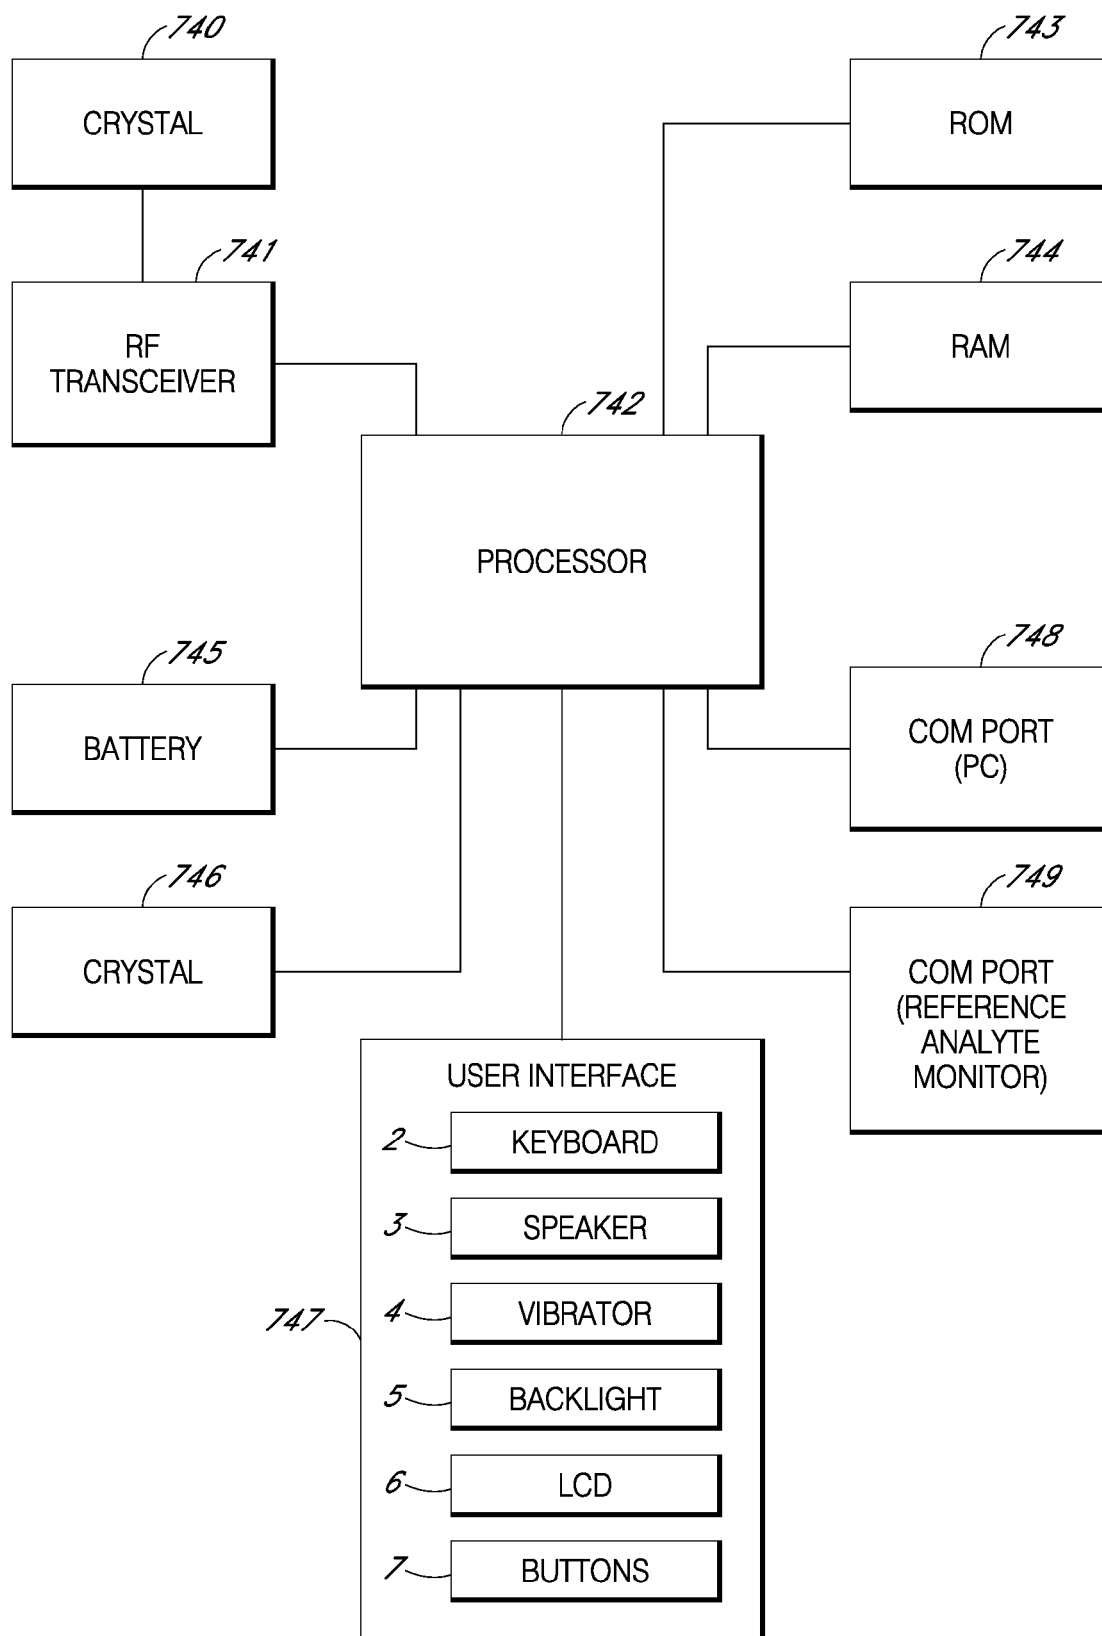 740
CRYSTAL
743
ROM
741
RF
TRANSCEIVER
744
RAM
742
PROCESSOR
745
BATTERY
748
COM PORT
(PC)
746
CRYSTAL
749
COM PORT
(REFERENCE
ANALYTE
MONITOR)
747
USER INTERFACE
2 KEYBOARD
3 SPEAKER
4 VIBRATOR
5 BACKLIGHT
6 LCD
7 BUTTONS